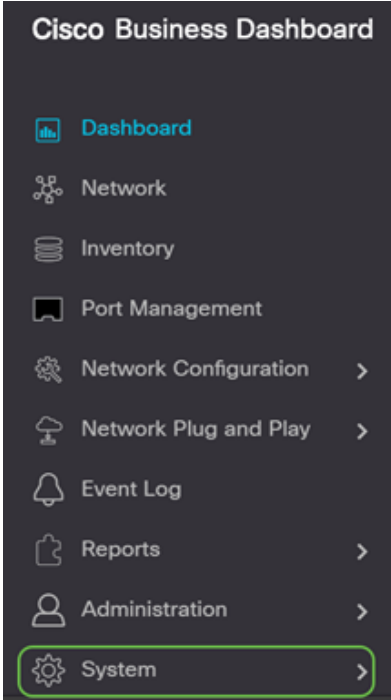 Cisco Business Dashboard
Dashboard
Network
Inventory
Port Management
Network Configuration
Network Plug and Play
Event Log
Reports
Administration
System